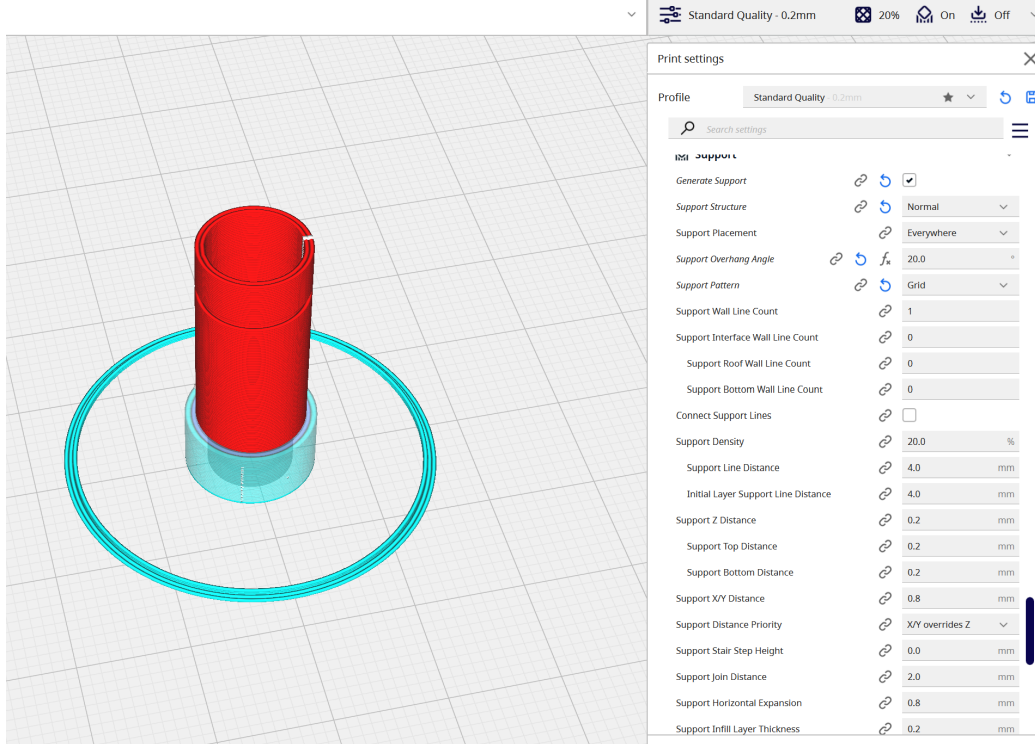 Standard Quality - 0.2mm 20% On Off
Print settings
Profile Standard Quality - 0.2mm
Search settings
Support
Generate Support
Support Structure Normal
Support Placement Everywhere
Support Overhang Angle fx 20.0 °
Support Pattern Grid
Support Wall Line Count 1
Support Interface Wall Line Count 0
Support Roof Wall Line Count 0
Support Bottom Wall Line Count 0
Connect Support Lines
Support Density 20.0 %
Support Line Distance 4.0 mm
Initial Layer Support Line Distance 4.0 mm
Support Z Distance 0.2 mm
Support Top Distance 0.2 mm
Support Bottom Distance 0.2 mm
Support X/Y Distance 0.8 mm
Support Distance Priority X/Y overrides Z
Support Stair Step Height 0.0 mm
Support Join Distance 2.0 mm
Support Horizontal Expansion 0.8 mm
Support Infill Layer Thickness 0.2 mm